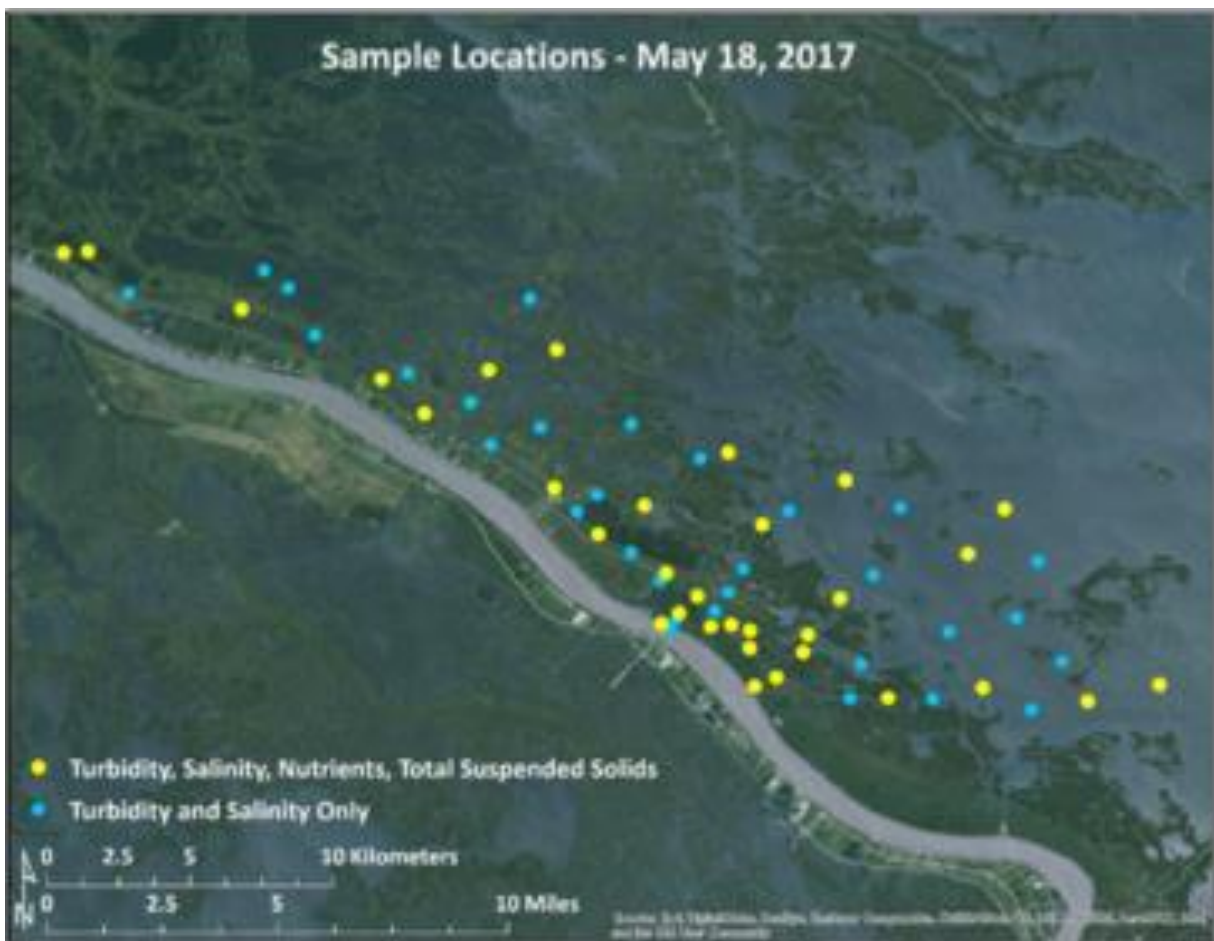 Sample Locations - May 18, 2017
Turbidity, Salinity, Nutrients, Total Suspended Solids
Turbidity and Salinity Only
0 2.5 5 10 Kilometers
N
0 2.5 5 10 Miles